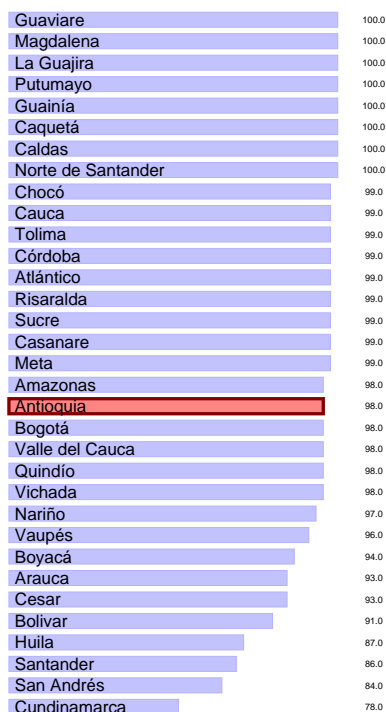 Guaviare 100.0
Magdalena 100.0
La Guajira 100.0
Putumayo 100.0
Guainía 100.0
Caquetá 100.0
Caldas 100.0
Norte de Santander 100.0
Chocó 99.0
Cauca 99.0
Tolima 99.0
Córdoba 99.0
Atlántico 99.0
Risaralda 99.0
Sucre 99.0
Casanare 99.0
Meta 99.0
Amazonas 98.0
Antioquia 98.0
Bogotá 98.0
Valle del Cauca 98.0
Quindío 98.0
Vichada 98.0
Nariño 97.0
Vaupés 96.0
Boyacá 94.0
Arauca 93.0
Cesar 93.0
Bolivar 91.0
Huila 87.0
Santander 86.0
San Andrés 84.0
Cundinamarca 78.0